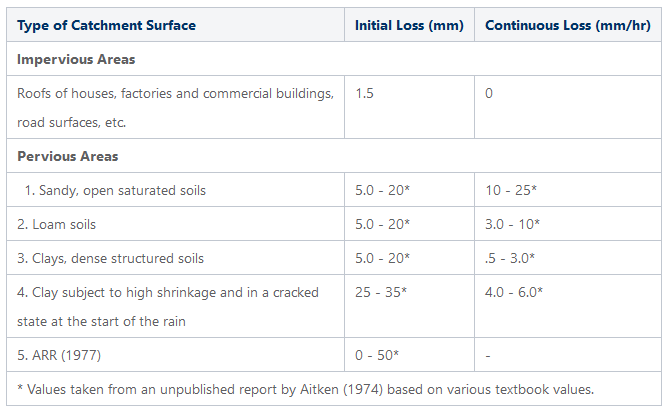 Type of Catchment Surface Initial Loss (mm) Continuous Loss (mm/hr)
Impervious Areas
Roofs of houses, factories and commercial buildings, 1.5 0
road surfaces, etc.
Pervious Areas
1. Sandy, open saturated soils 5.0 - 20* 10 - 25*
2. Loam soils 5.0 - 20* 3.0 - 10*
3. Clays, dense structured soils 5.0 - 20* .5 - 3.0*
4. Clay subject to high shrinkage and in a cracked 25 - 35* 4.0 - 6.0*
state at the start of the rain
5. ARR (1977) 0 - 50* -
* Values taken from an unpublished report by Aitken (1974) based on various textbook values.